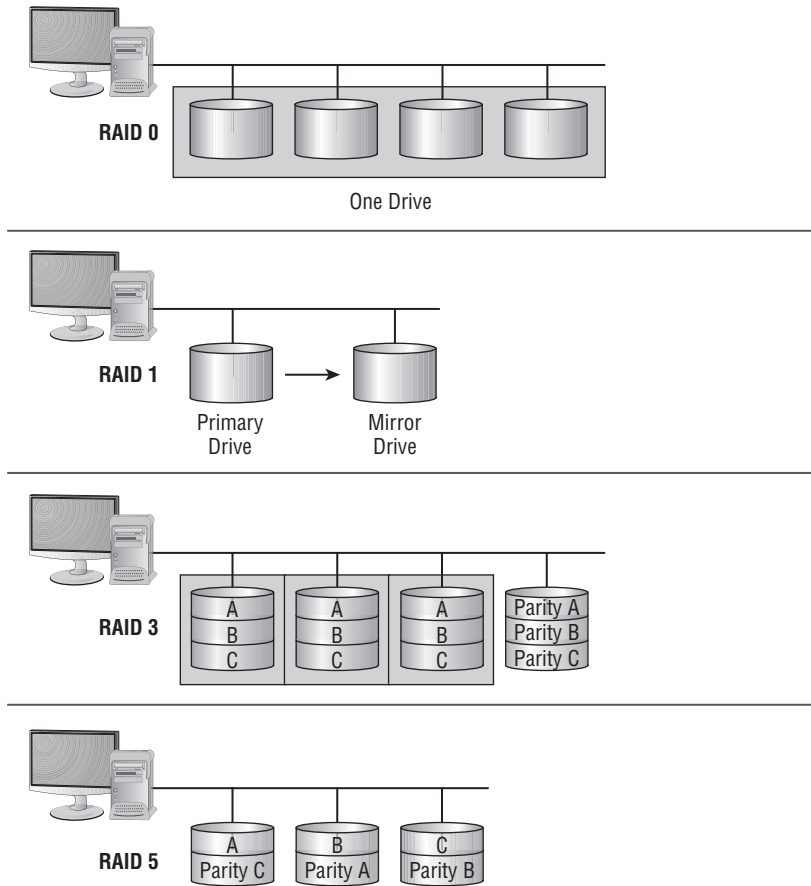 RAID 0
One Drive
RAID 1
Primary
Drive
Mirror
Drive
RAID 3
A
B
C
A
B
C
A
B
C
Parity A
Parity B
Parity C
RAID 5
A
Parity C
B
Parity A
C
Parity B